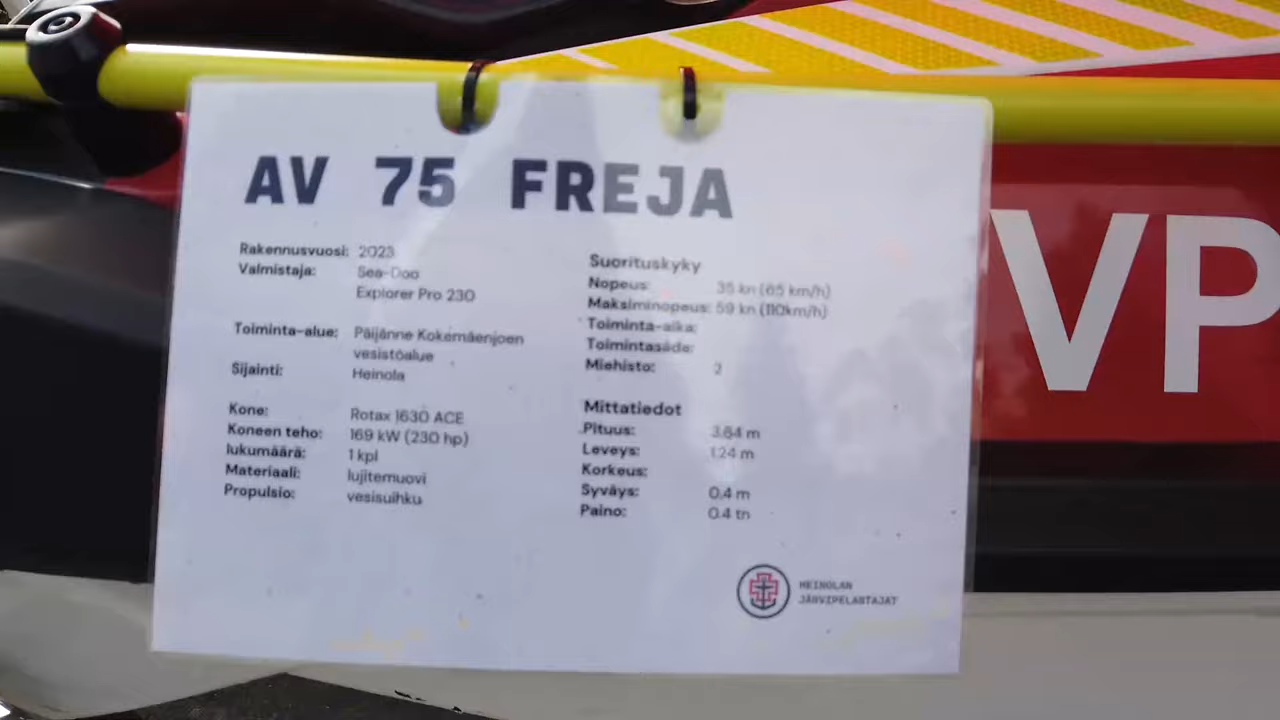 AV 75 FREJA
Rakennusvuosi: 2023
Valmistaja: Sea-Doo
Explorer Pro 230
Toiminta-alue: Päijänne Kokemäenjoen
vesistöalue
Sijainti: Heinola
Kone: Rotax 1630 ACE
Koneen teho: 169 kW (230 hp)
lukumäärä: 1 kpl
Materiaali: lujitemuovi
Propulsio: vesisuihku
Suorituskyky
Nopeus: 35 kn (65 km/h)
Maksiminopeus: 59 kn (110km/h)
Toiminta-aika:
Toimintasäde:
Miehistö: 2
Mittatiedot
Pituus: 3.64 m
Leveys: 1.24 m
Korkeus:
Syväys: 0.4 m
Paino: 0.4 tn
HEINOLAN
JÄRVIPELASTAJAT
VP